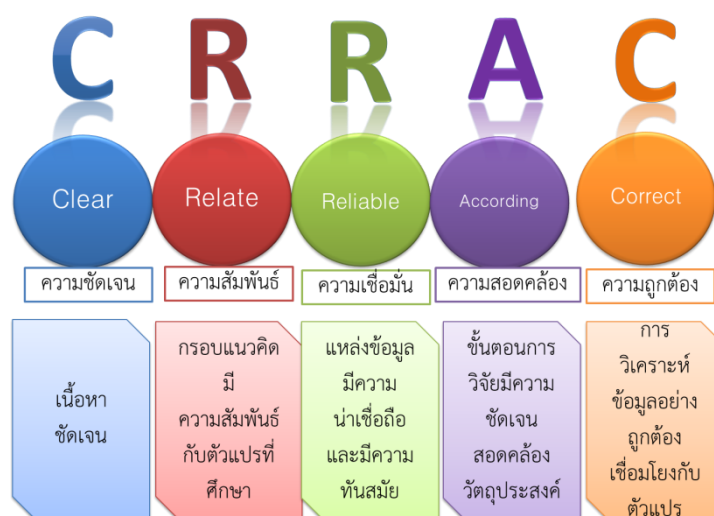 C R R A C
Clear Relate Reliable According Correct
ความชัดเจน ความสัมพันธ์ ความเชื่อมั่น ความสอดคล้อง ความถูกต้อง
เนื้อหา
ชัดเจน
กรอบแนวคิด
มี
ความสัมพันธ์
กับตัวแปรที่
ศึกษา
แหล่งข้อมูล
มีความ
น่าเชื่อถือ
และมีความ
ทันสมัย
ขั้นตอนการ
วิจัยมีความ
ชัดเจน
สอดคล้อง
วัตถุประสงค์
การ
วิเคราะห์
ข้อมูลอย่าง
ถูกต้อง
เชื่อมโยงกับ
ตัวแปร